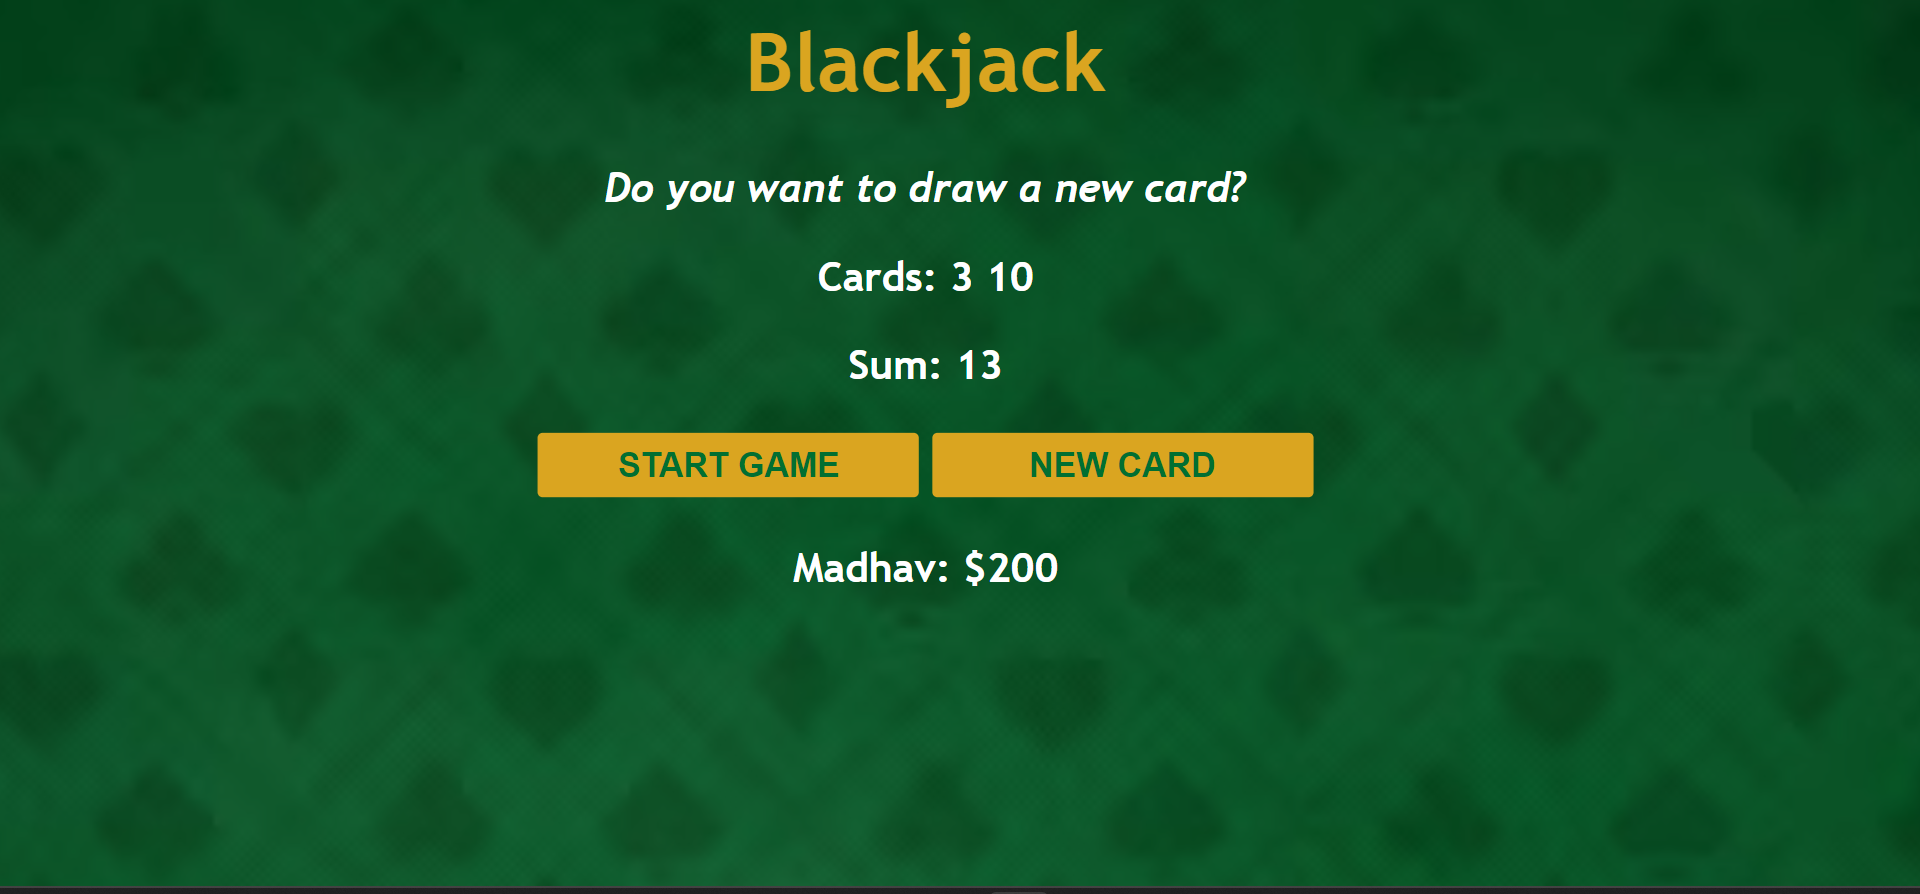 Blackjack
Do you want to draw a new card?
Cards: 3 10
Sum: 13
START GAME
NEW CARD
Madhav: $200